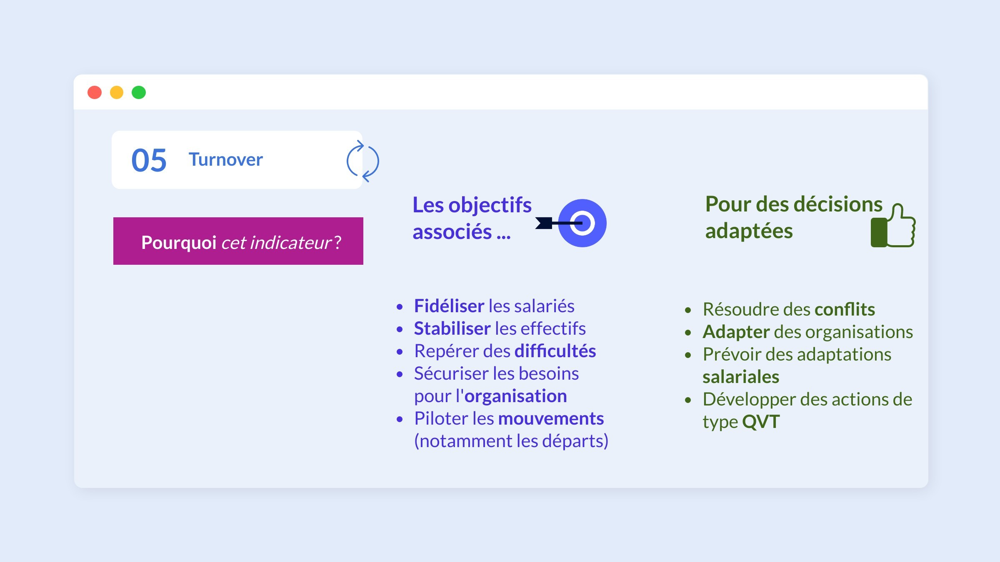 05 Turnover
Pourquoi cet indicateur ?
Les objectifs
associés ...
• Fidéliser les salariés
• Stabiliser les effectifs
• Repérer des difficultés
• Sécuriser les besoins
pour l'organisation
• Piloter les mouvements
(notamment les départs)
Pour des décisions
adaptées
• Résoudre des conflits
• Adapter des organisations
• Prévoir des adaptations
salariales
• Développer des actions de
type QVT